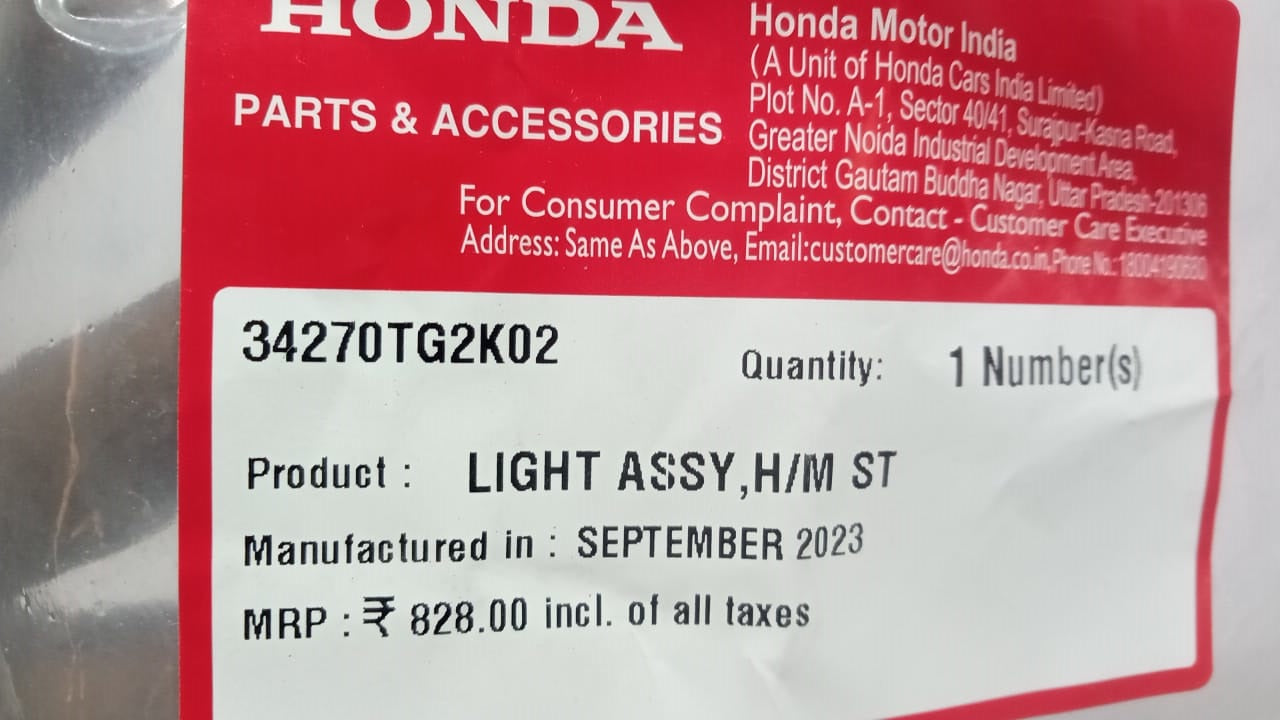 HONDA
PARTS & ACCESSORIES
Honda Motor India
(A Unit of Honda Cars India Limited)
Plot No. A-1, Sector 40/41, Surajpur-Kasna Road,
Greater Noida Industrial Development Area,
District Gautam Buddha Nagar, Uttar Pradesh-201306
For Consumer Complaint, Contact - Customer Care Executive
Address: Same As Above, Email:customercare@honda.co.in,Phone No.:
34270TG2K02
Quantity: 1 Number(s)
Product : LIGHT ASSY,H/M ST
Manufactured in : SEPTEMBER 2023
MRP : ₹ 828.00 incl. of all taxes